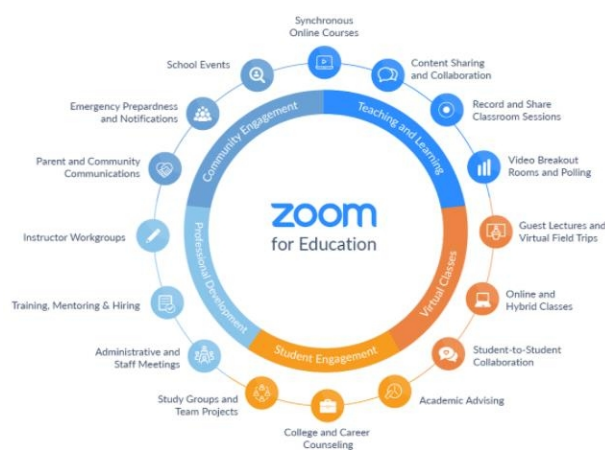 Synchronous
Online Courses
Content Sharing
and Collaboration
Record and Share
Classroom Sessions
Video Breakout
Rooms and Polling
Guest Lectures and
Virtual Field Trips
Online and
Hybrid Classes
Student-to-Student
Collaboration
Academic Advising
College and Career
Counseling
Study Groups and
Team Projects
Administrative and
Staff Meetings
Training, Mentoring & Hiring
Instructor Workgroups
Parent and Community
Communications
Emergency Prepardness
and Notifications
School Events
Community Engagement
Teaching and Learning
Virtual Classes
Student Engagement
Professional Development
zoom
for Education